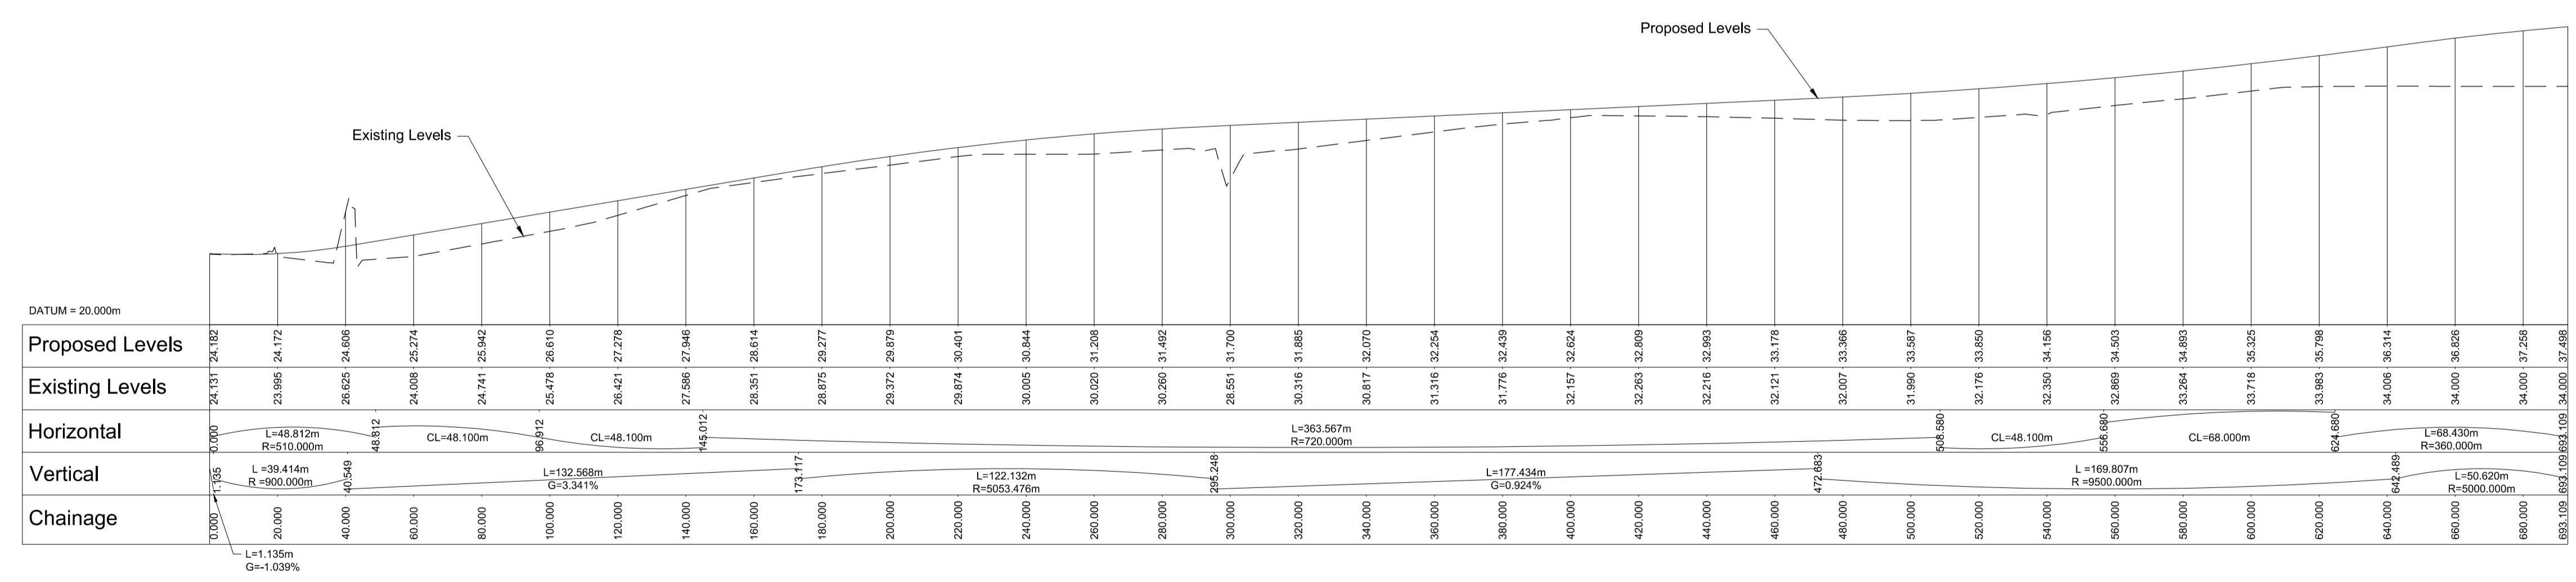 Proposed Levels
Existing Levels
DATUM = 20.000m
Proposed Levels
24.182 24.172 24.606 25.274 25.942 26.610 27.278 27.946 28.614 29.277 29.879 30.401 30.844 31.208 31.492 31.700 31.885 32.070 32.254 32.439 32.624 32.809 32.993 33.178 33.366 33.587 33.850 34.156 34.503 34.893 35.325 35.798 36.314 36.826 37.258 37.498
Existing Levels
24.131 23.995 26.625 24.008 24.741 25.478 26.421 27.586 28.351 28.875 29.372 29.874 30.005 30.020 30.260 28.551 30.316 30.817 31.316 31.776 32.157 32.263 32.216 32.121 32.007 31.990 32.176 32.350 32.869 33.264 33.718 33.983 34.006 34.000 34.000 34.000
Horizontal
0.000
L=48.812m
R=510.000m
48.812
CL=48.100m
96.912
CL=48.100m
145.012
L=363.567m
R=720.000m
508.580
CL=48.100m
556.680
CL=68.000m
624.680
L=68.430m
R=360.000m
693.109
Vertical
1.135
L =39.414m
R =900.000m
40.549
L=132.568m
G=3.341%
173.117
L=122.132m
R=5053.476m
295.248
L=177.434m
G=0.924%
472.683
L =169.807m
R =9500.000m
642.489
L=50.620m
R=5000.000m
693.109
Chainage
0.000 20.000 40.000 60.000 80.000 100.000 120.000 140.000 160.000 180.000 200.000 220.000 240.000 260.000 280.000 300.000 320.000 340.000 360.000 380.000 400.000 420.000 440.000 460.000 480.000 500.000 520.000 540.000 560.000 580.000 600.000 620.000 640.000 660.000 680.000 693.109
L=1.135m
G=-1.039%